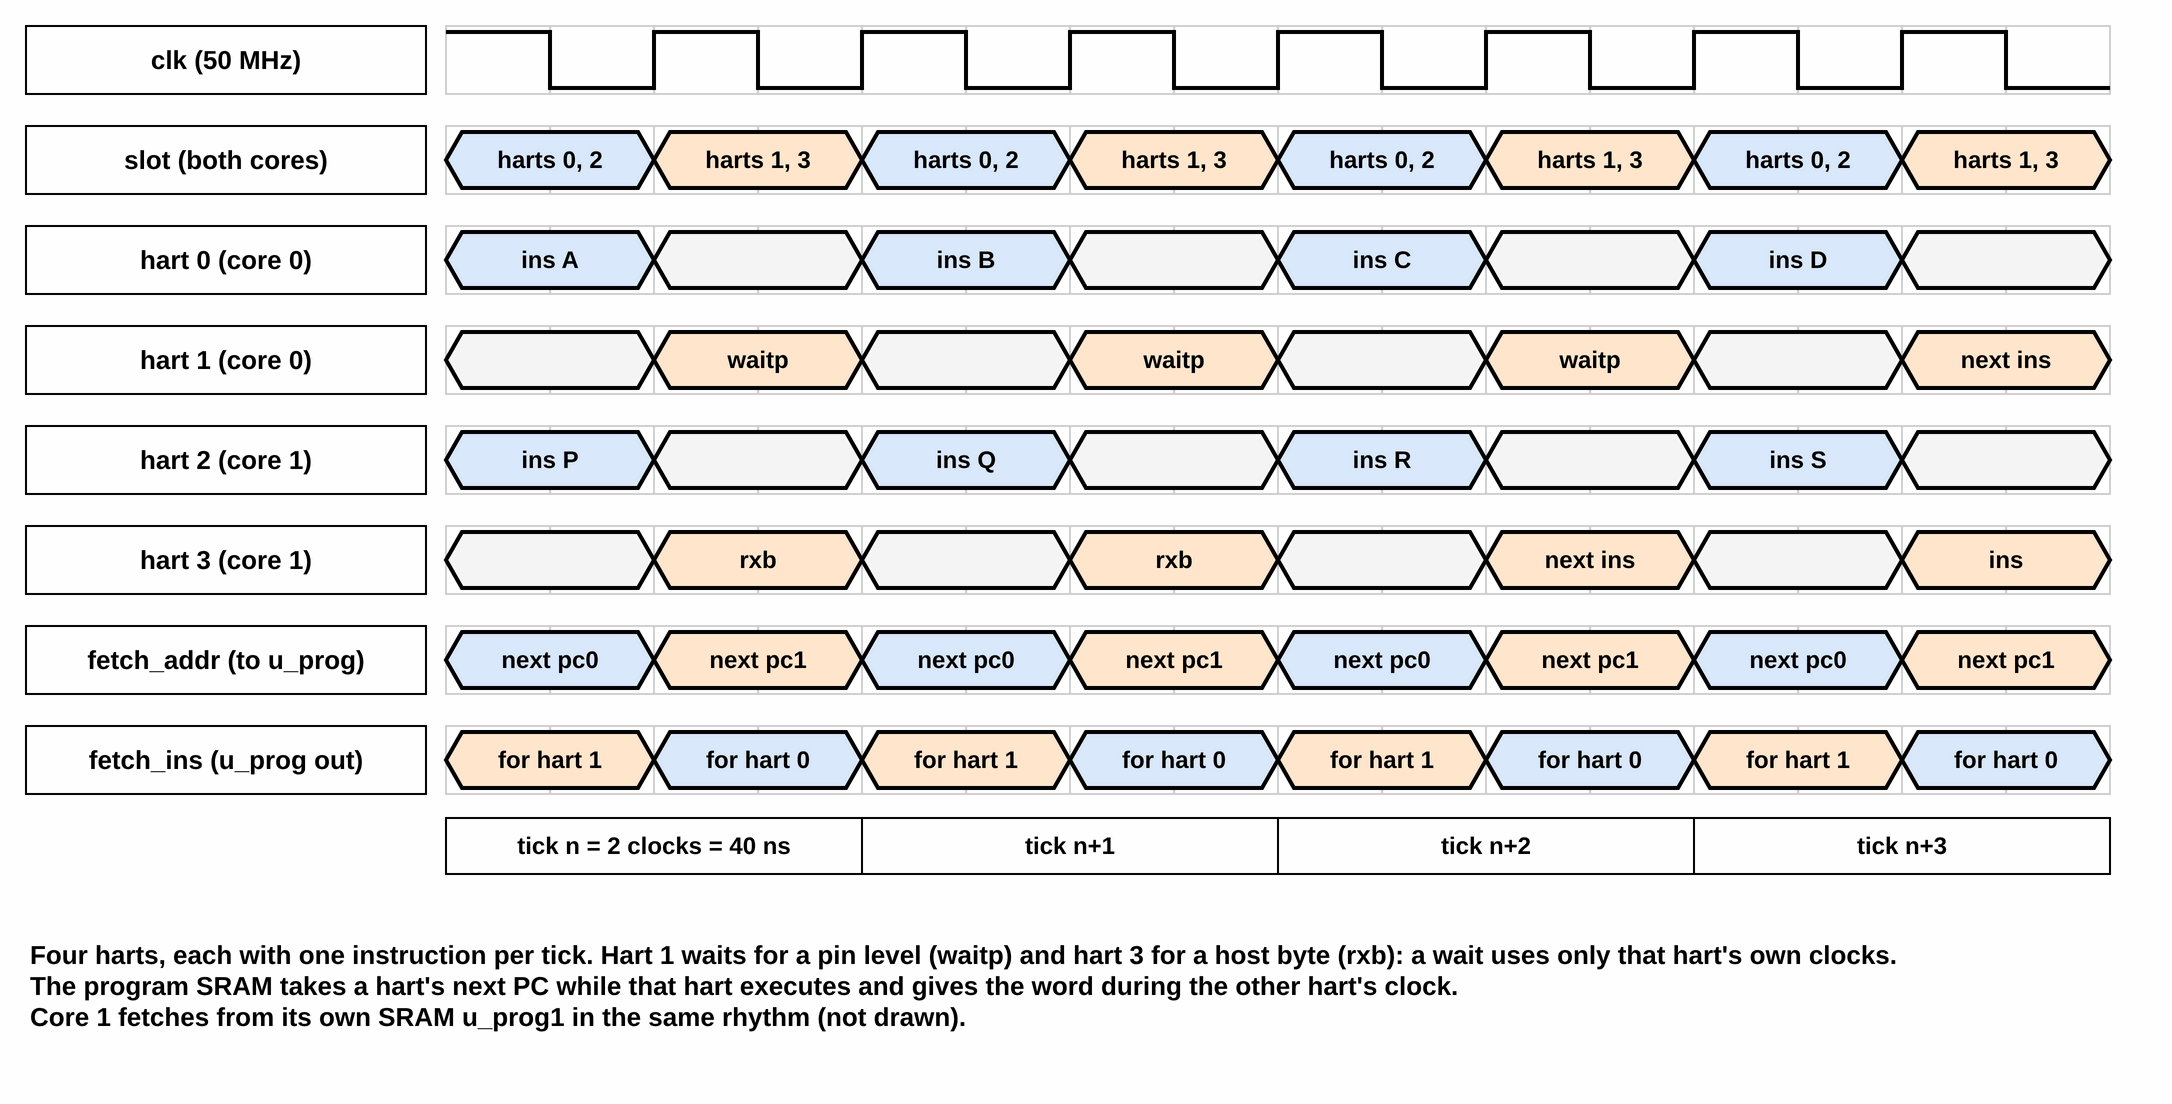 clk (50 MHz)
slot (both cores) harts 0, 2 harts 1, 3 harts 0, 2 harts 1, 3 harts 0, 2 harts 1, 3 harts 0, 2 harts 1, 3
hart 0 (core 0) ins A ins B ins C ins D
hart 1 (core 0) waitp waitp waitp next ins
hart 2 (core 1) ins P ins Q ins R ins S
hart 3 (core 1) rxb rxb next ins ins
fetch_addr (to u_prog) next pc0 next pc1 next pc0 next pc1 next pc0 next pc1 next pc0 next pc1
fetch_ins (u_prog out) for hart 1 for hart 0 for hart 1 for hart 0 for hart 1 for hart 0 for hart 1 for hart 0
tick n = 2 clocks = 40 ns tick n+1 tick n+2 tick n+3
Four harts, each with one instruction per tick. Hart 1 waits for a pin level (waitp) and hart 3 for a host byte (rxb): a wait uses only that hart's own clocks.
The program SRAM takes a hart's next PC while that hart executes and gives the word during the other hart's clock.
Core 1 fetches from its own SRAM u_prog1 in the same rhythm (not drawn).